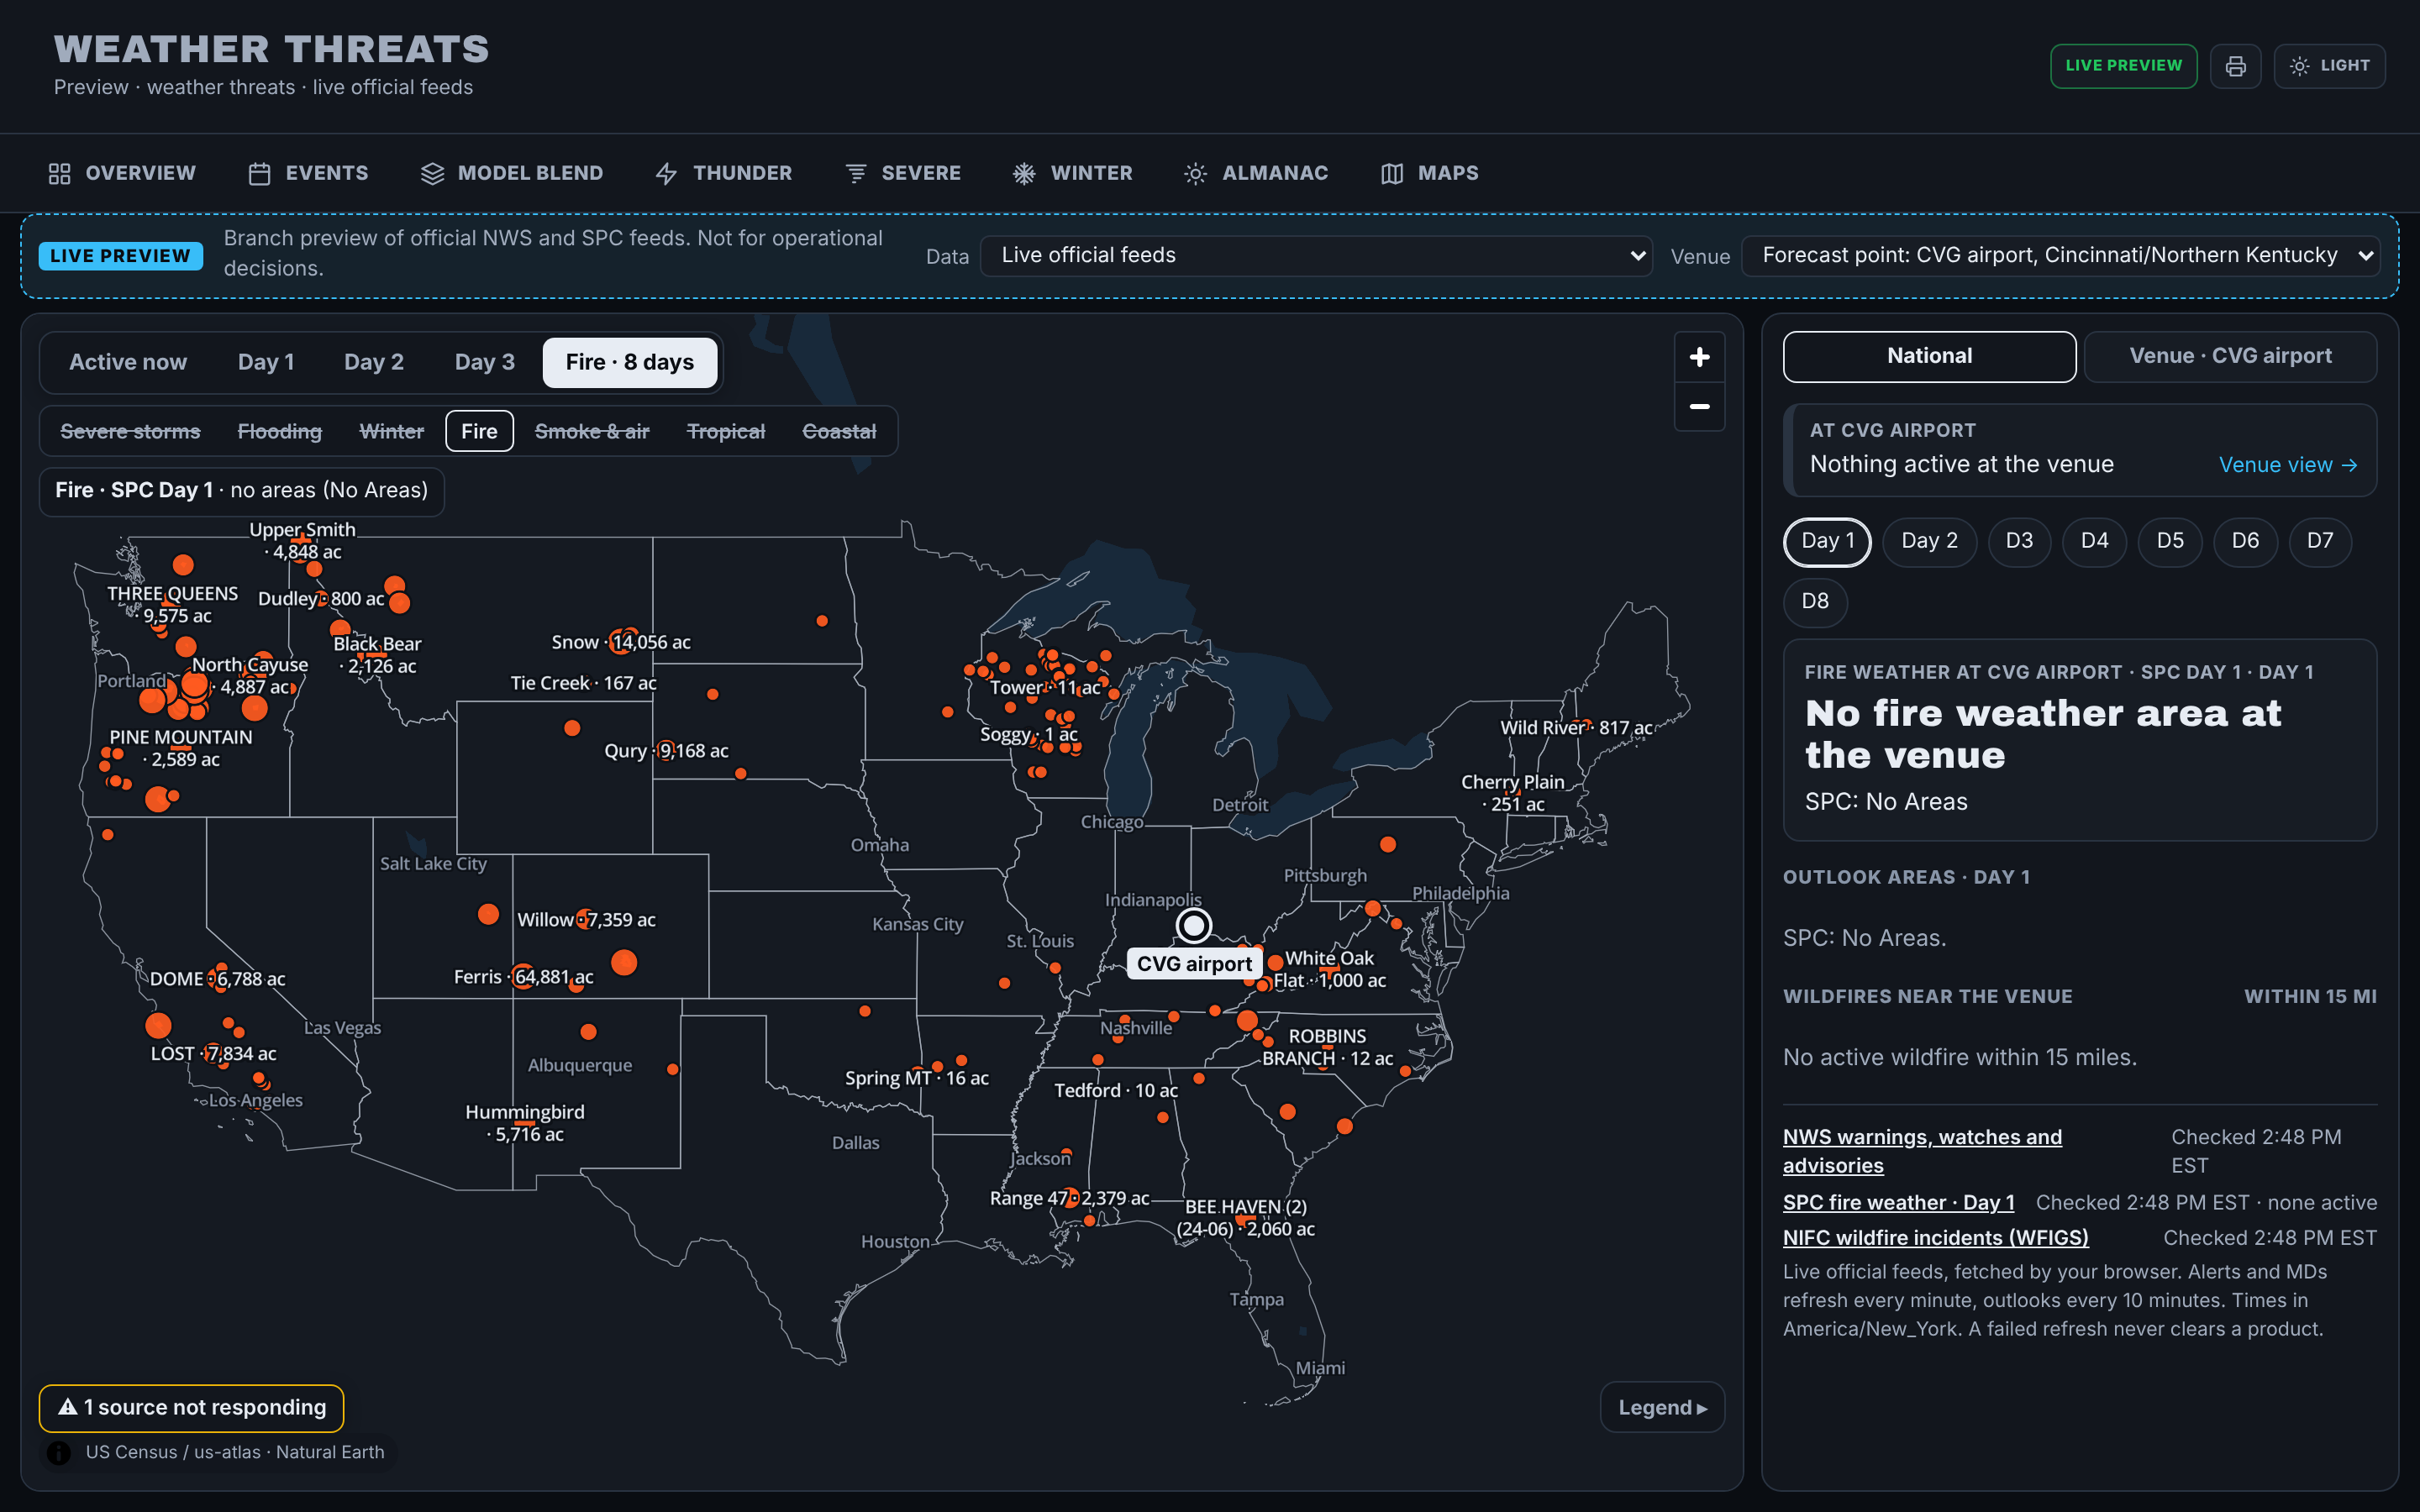 WEATHER THREATS
Preview · weather threats · live official feeds
LIVE PREVIEW
LIGHT
OVERVIEW
EVENTS
MODEL BLEND
THUNDER
SEVERE
WINTER
ALMANAC
MAPS
LIVE PREVIEW
Branch preview of official NWS and SPC feeds. Not for operational
decisions.
Data
Live official feeds
Venue
Forecast point: CVG airport, Cincinnati/Northern Kentucky
Active now
Day 1
Day 2
Day 3
Fire · 8 days
Severe storms
Flooding
Winter
Fire
Smoke & air
Tropical
Coastal
Fire · SPC Day 1 · no areas (No Areas)
+
−
Upper Smith
· 4,848 ac
THREE QUEENS
· 9,575 ac
Dudley · 800 ac
Black Bear
· 2,126 ac
North Cayuse
· 4,887 ac
Portland
PINE MOUNTAIN
· 2,589 ac
Snow · 14,056 ac
Tie Creek · 167 ac
Qury · 9,168 ac
Tower · 11 ac
Soggy · 1 ac
Wild River · 817 ac
Cherry Plain
· 251 ac
Detroit
Chicago
Omaha
Salt Lake City
Pittsburgh
Philadelphia
Indianapolis
Willow · 7,359 ac
Kansas City
St. Louis
CVG airport
White Oak
Flat · 1,000 ac
DOME · 6,788 ac
Ferris · 64,881 ac
Las Vegas
LOST · 7,834 ac
Nashville
ROBBINS
BRANCH · 12 ac
Albuquerque
Spring MT · 16 ac
Tedford · 10 ac
Los Angeles
Hummingbird
· 5,716 ac
Dallas
Jackson
Range 47 · 2,379 ac
BEE HAVEN (2)
(24-06) · 2,060 ac
Houston
Tampa
Miami
1 source not responding
Legend ▸
US Census / us-atlas · Natural Earth
National
Venue · CVG airport
AT CVG AIRPORT
Nothing active at the venue
Venue view →
Day 1
Day 2
D3
D4
D5
D6
D7
D8
FIRE WEATHER AT CVG AIRPORT · SPC DAY 1 · DAY 1
No fire weather area at
the venue
SPC: No Areas
OUTLOOK AREAS · DAY 1
SPC: No Areas.
WILDFIRES NEAR THE VENUE
WITHIN 15 MI
No active wildfire within 15 miles.
NWS warnings, watches and
advisories
Checked 2:48 PM
EST
SPC fire weather · Day 1
Checked 2:48 PM EST · none active
NIFC wildfire incidents (WFIGS)
Checked 2:48 PM EST
Live official feeds, fetched by your browser. Alerts and MDs
refresh every minute, outlooks every 10 minutes. Times in
America/New_York. A failed refresh never clears a product.